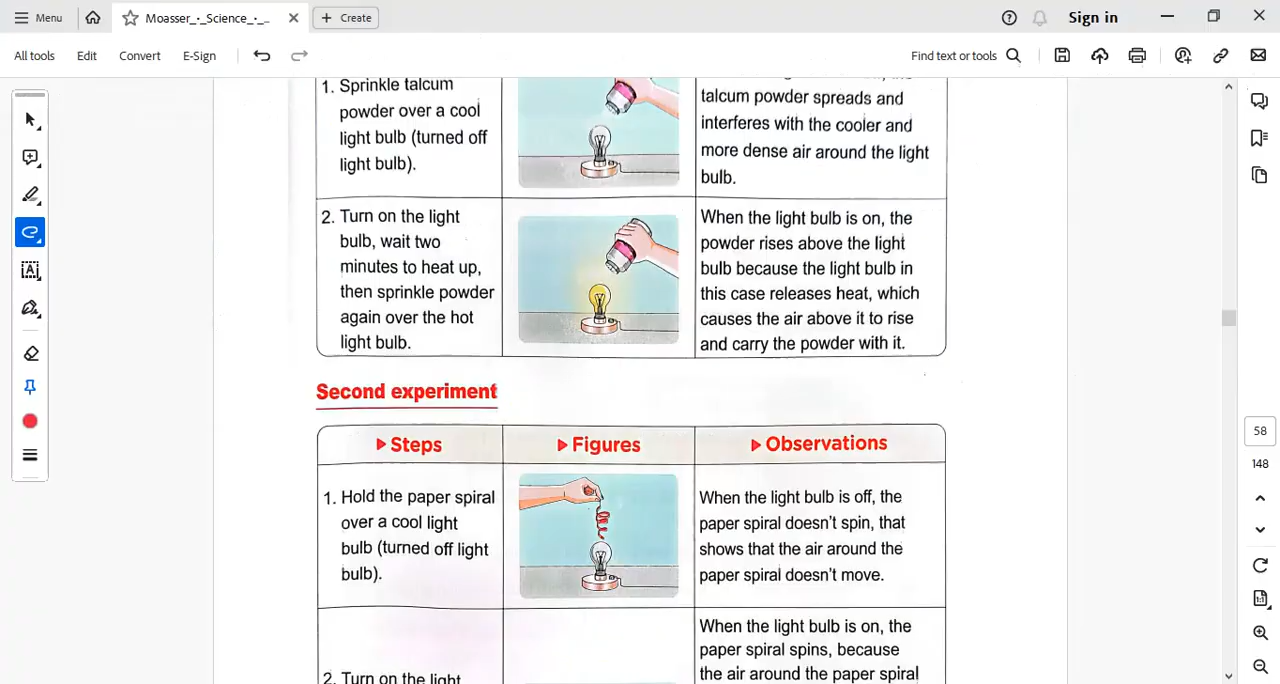 Menu
Moasser_-_Science_-_...
Create
Sign in
All tools
Edit
Convert
E-Sign
Find text or tools
1. Sprinkle talcum
powder over a cool
light bulb (turned off
light bulb).
talcum powder spreads and
interferes with the cooler and
more dense air around the light
bulb.
2. Turn on the light
bulb, wait two
minutes to heat up,
then sprinkle powder
again over the hot
light bulb.
When the light bulb is on, the
powder rises above the light
bulb because the light bulb in
this case releases heat, which
causes the air above it to rise
and carry the powder with it.
Second experiment
Steps
Figures
Observations
1. Hold the paper spiral
over a cool light
bulb (turned off light
bulb).
When the light bulb is off, the
paper spiral doesn't spin, that
shows that the air around the
paper spiral doesn't move.
2. Turn on the light
When the light bulb is on, the
paper spiral spins, because
the air around the paper spiral
58
148
1:1